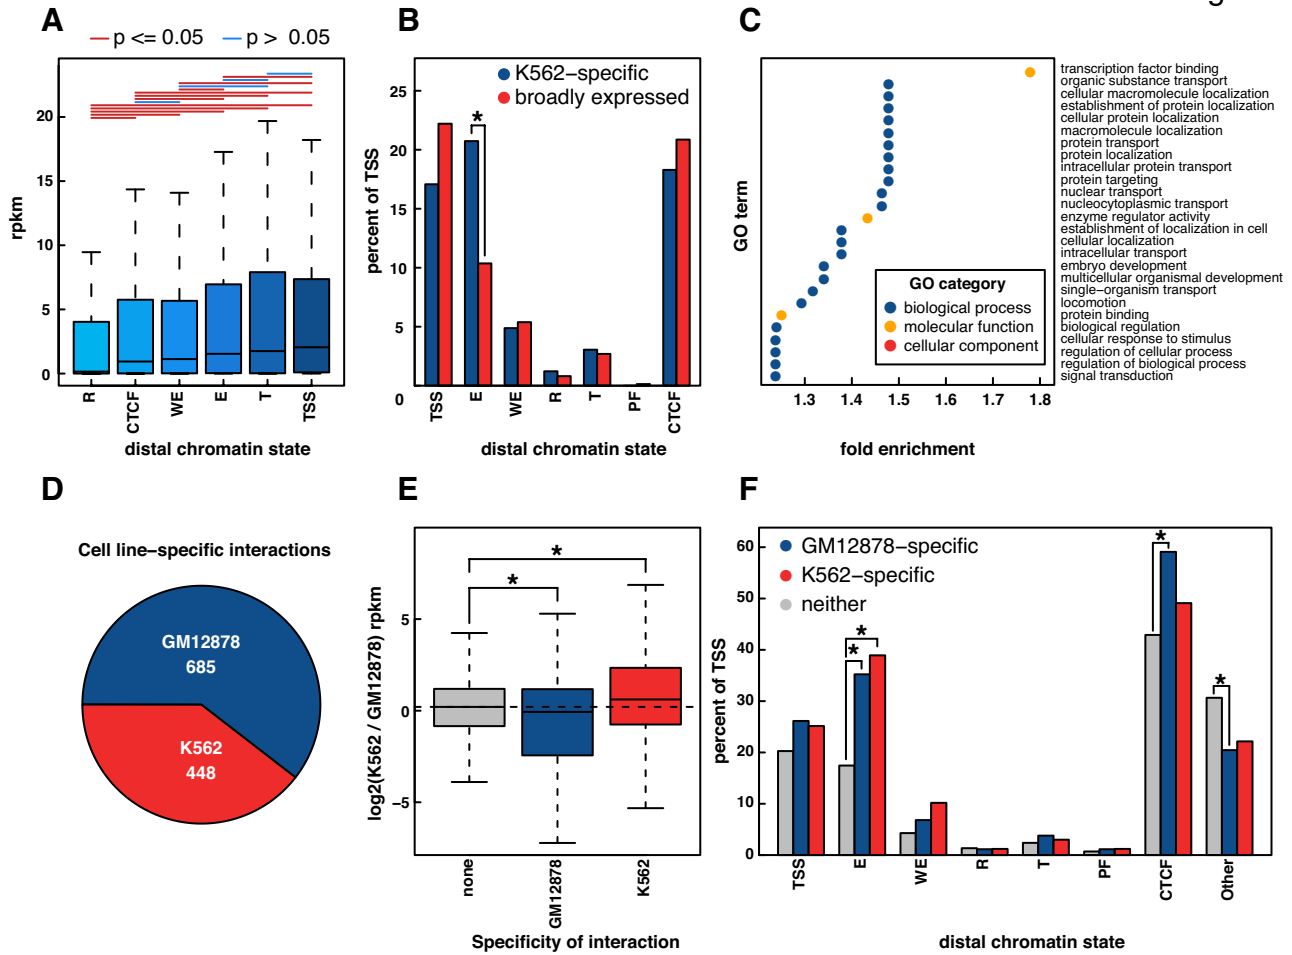 g
A
p <= 0.05
p > 0.05
rpkm
20
15
10
5
0
R
CTCF
WE
E
T
TSS
distal chromatin state
B
K562−specific
broadly expressed
*
percent of TSS
25
20
15
10
5
0
TSS
E
WE
R
T
PF
CTCF
distal chromatin state
C
GO term
transcription factor binding
organic substance transport
cellular macromolecule localization
establishment of protein localization
cellular protein localization
macromolecule localization
protein transport
protein localization
intracellular protein transport
protein targeting
nuclear transport
nucleocytoplasmic transport
enzyme regulator activity
establishment of localization in cell
cellular localization
intracellular transport
embryo development
multicellular organismal development
single−organism transport
locomotion
protein binding
biological regulation
cellular response to stimulus
regulation of cellular process
regulation of biological process
signal transduction
GO category
biological process
molecular function
cellular component
1.3 1.4 1.5 1.6 1.7 1.8
fold enrichment
D
Cell line−specific interactions
GM12878
685
K562
448
E
log2(K562 / GM12878) rpkm
5
0
−5
*
*
none
GM12878
K562
Specificity of interaction
F
GM12878−specific
K562−specific
neither
percent of TSS
60
50
40
30
20
10
0
*
*
*
*
TSS
E
WE
R
T
PF
CTCF
Other
distal chromatin state